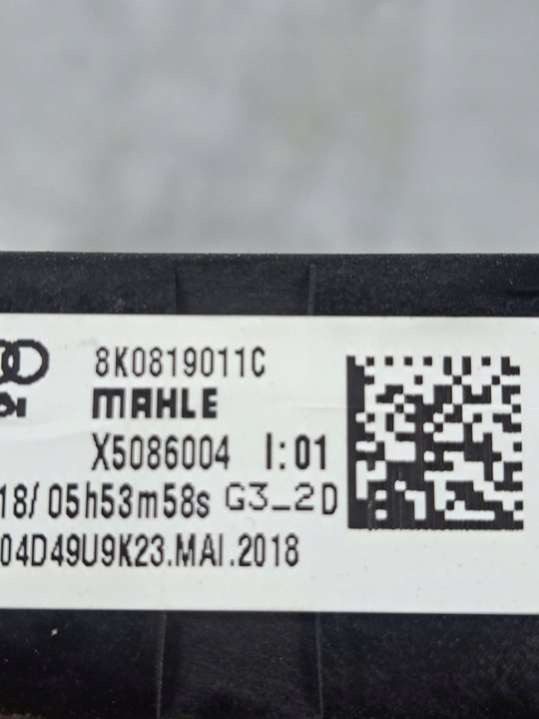 8K0819011C
MAHLE
X5086004 I:01
18/ 05h53m58s G3_2D
04D49U9K23.MAI.2018